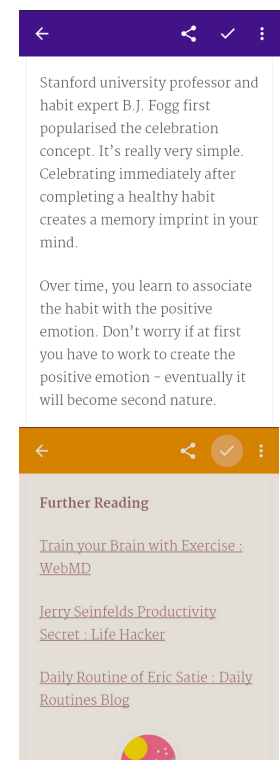 Stanford university professor and
habit expert B.J. Fogg first
popularised the celebration
concept. It’s really very simple.
Celebrating immediately after
completing a healthy habit
creates a memory imprint in your
mind.
Over time, you learn to associate
the habit with the positive
emotion. Don’t worry if at first
you have to work to create the
positive emotion – eventually it
will become second nature.
Further Reading
Train your Brain with Exercise :
WebMD
Jerry Seinfelds Productivity
Secret : Life Hacker
Daily Routine of Eric Satie : Daily
Routines Blog